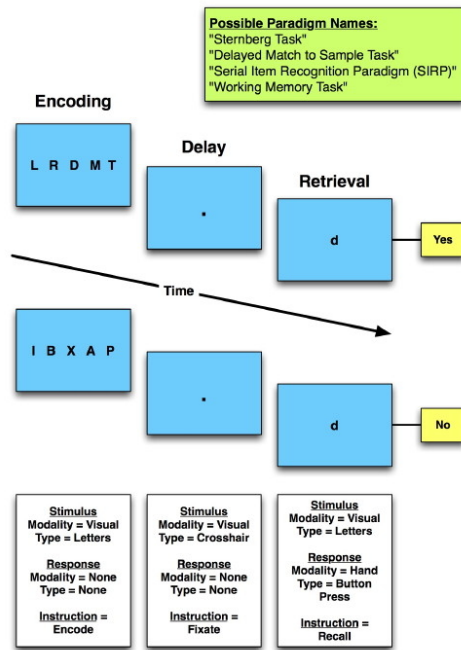 Possible Paradigm Names:
"Sternberg Task"
"Delayed Match to Sample Task"
"Serial Item Recognition Paradigm (SIRP)"
"Working Memory Task"
Encoding
L R D M T
Delay
Retrieval
d
Yes
Time
I B X A P
d
No
Stimulus
Modality = Visual
Type = Letters
Response
Modality = None
Type = None
Instruction =
Encode
Stimulus
Modality = Visual
Type = Crosshair
Response
Modality = None
Type = None
Instruction =
Fixate
Stimulus
Modality = Visual
Type = Letters
Response
Modality = Hand
Type = Button
Press
Instruction =
Recall